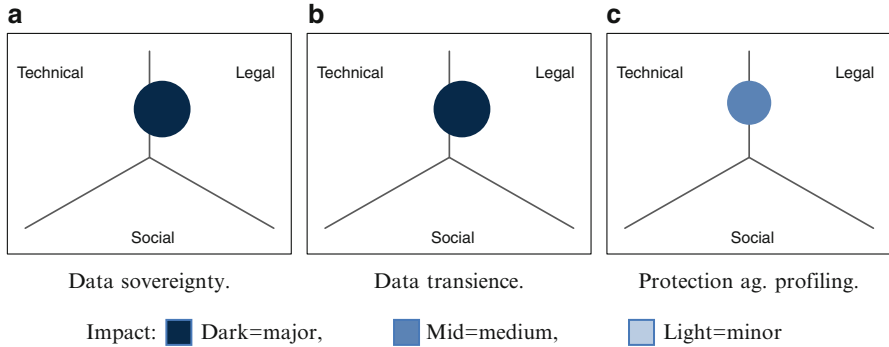 a b c
Technical Legal Technical Legal Technical Legal
Social Social Social
Data sovereignty. Data transience. Protection ag. profiling.
Impact: Dark=major, Mid=medium, Light=minor